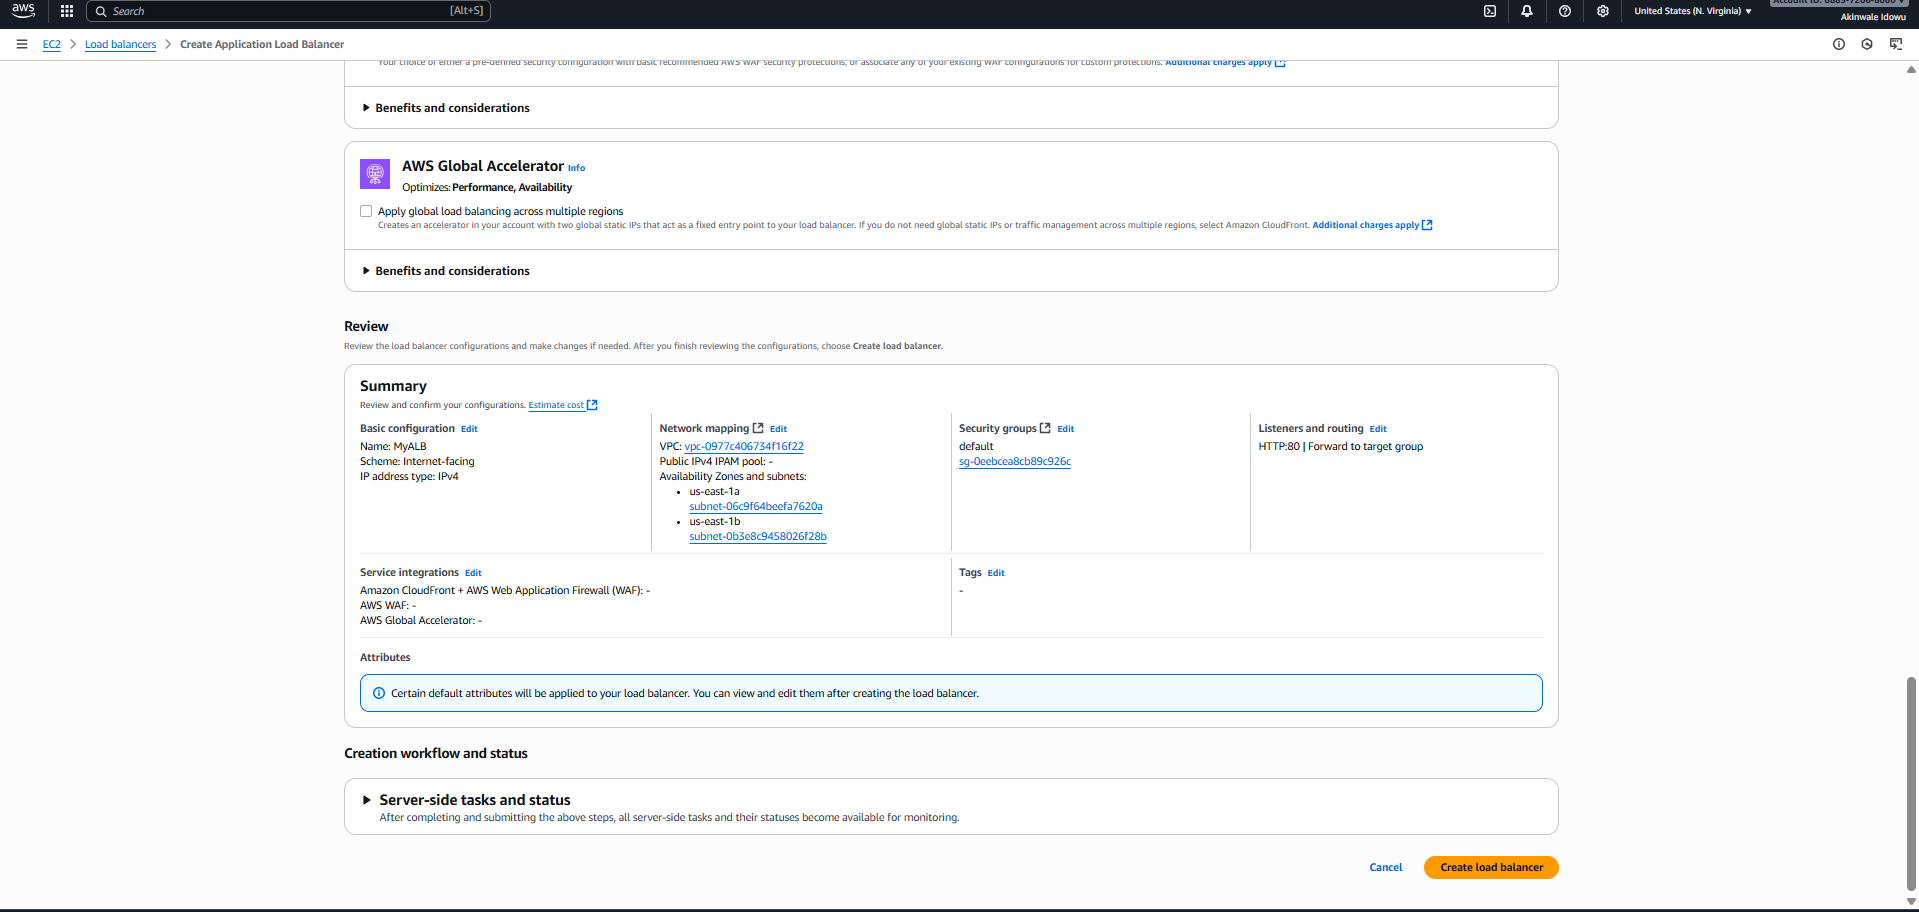 aws
Search
[Alt+S]
United States (N. Virginia)
Akinwale Idowu
EC2 > Load balancers > Create Application Load Balancer
Your choice of either a pre-defined security configuration with basic recommended AWS WAF security protections, or associate any of your existing WAF configurations for custom protections. Additional charges apply
Benefits and considerations
AWS Global Accelerator Info
Optimizes: Performance, Availability
Apply global load balancing across multiple regions
Creates an accelerator in your account with two global static IPs that act as a fixed entry point to your load balancer. If you do not need global static IPs or traffic management across multiple regions, select Amazon CloudFront. Additional charges apply
Benefits and considerations
Review
Review the load balancer configurations and make changes if needed. After you finish reviewing the configurations, choose Create load balancer.
Summary
Review and confirm your configurations. Estimate cost
Basic configuration Edit
Name: MyALB
Scheme: Internet-facing
IP address type: IPv4
Network mapping Edit
VPC: vpc-0977c406734f16f22
Public IPv4 IPAM pool: -
Availability Zones and subnets:
• us-east-1a
subnet-06c9f64beefa7620a
• us-east-1b
subnet-0b3e8c9458026f28b
Security groups Edit
default
sg-0eebcea8cb89c926c
Listeners and routing Edit
HTTP:80 | Forward to target group
Service integrations Edit
Amazon CloudFront + AWS Web Application Firewall (WAF): -
AWS WAF: -
AWS Global Accelerator: -
Tags Edit
-
Attributes
Certain default attributes will be applied to your load balancer. You can view and edit them after creating the load balancer.
Creation workflow and status
Server-side tasks and status
After completing and submitting the above steps, all server-side tasks and their statuses become available for monitoring.
Cancel
Create load balancer